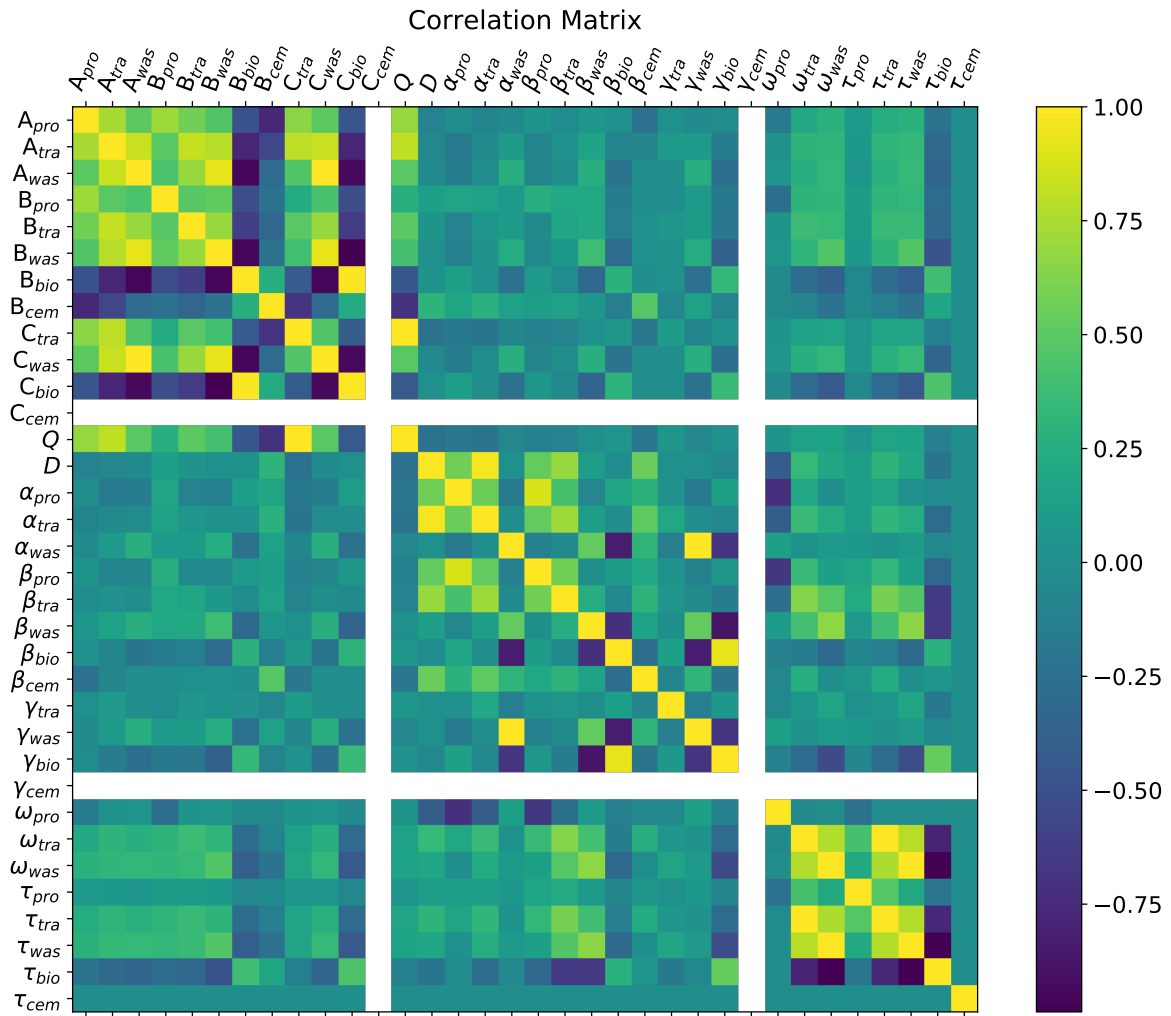 Correlation Matrix
A_pro A_tra A_was B_pro B_tra B_was B_bio B_cem C_tra C_was C_bio C_cem Q D α_pro α_tra α_was β_pro β_tra β_was β_bio β_cem γ_tra γ_was γ_bio γ_cem ω_pro ω_tra ω_was τ_pro τ_tra τ_was τ_bio τ_cem
A_pro
A_tra
A_was
B_pro
B_tra
B_was
B_bio
B_cem
C_tra
C_was
C_bio
C_cem
Q
D
α_pro
α_tra
α_was
β_pro
β_tra
β_was
β_bio
β_cem
γ_tra
γ_was
γ_bio
γ_cem
ω_pro
ω_tra
ω_was
τ_pro
τ_tra
τ_was
τ_bio
τ_cem
1.00
0.75
0.50
0.25
0.00
−0.25
−0.50
−0.75